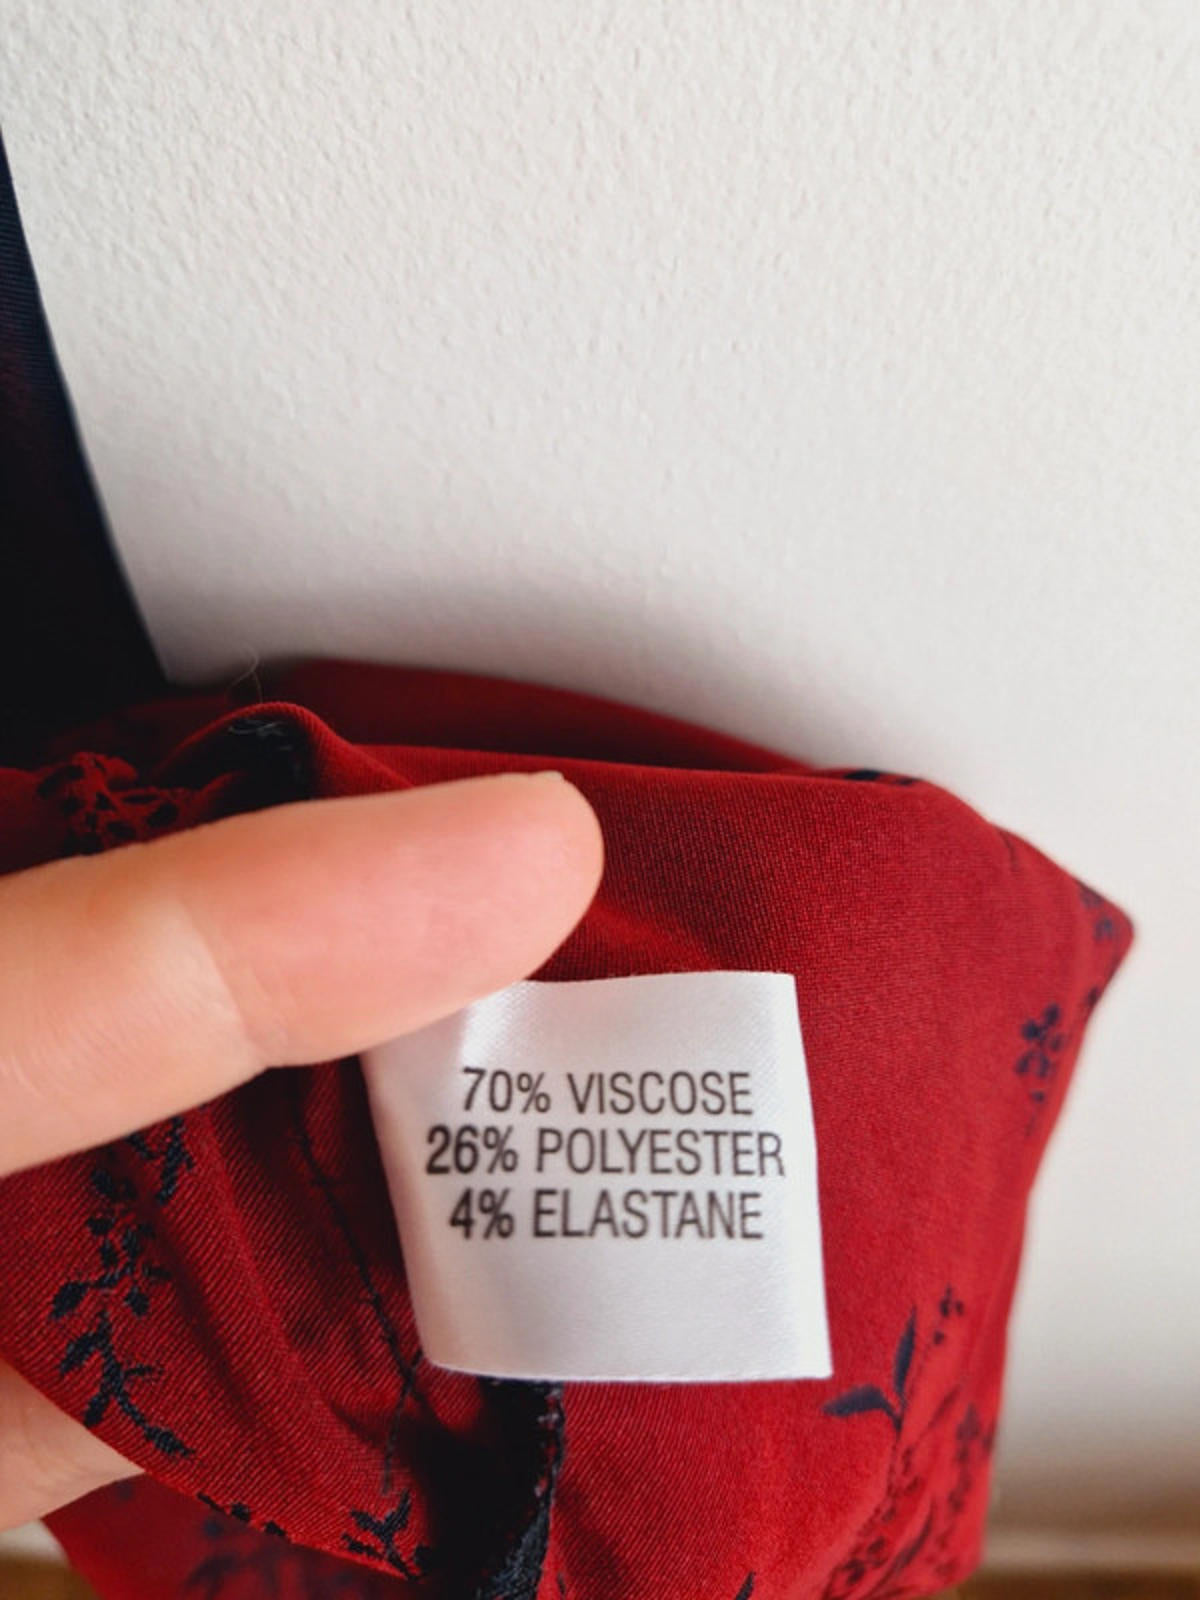 70% VISCOSE
26% POLYESTER
4% ELASTANE